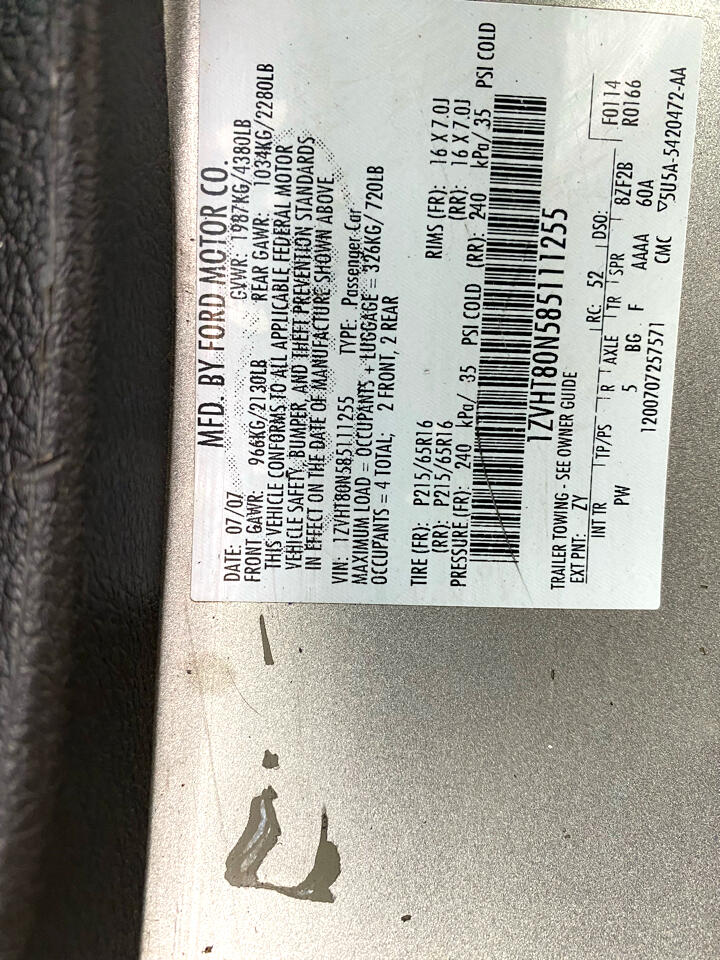 MFD. BY FORD MOTOR CO.
DATE: 07/07 GVWR: 1987KG/4380LB
FRONT GAWR: 966KG/2130LB REAR GAWR: 1034KG/2280LB
THIS VEHICLE CONFORMS TO ALL APPLICABLE FEDERAL MOTOR
VEHICLE SAFETY, BUMPER, AND THEFT PREVENTION STANDARDS
IN EFFECT ON THE DATE OF MANUFACTURE SHOWN ABOVE
VIN: 1ZVHT80N585111255 TYPE: Passenger Car
MAXIMUM LOAD = OCCUPANTS + LUGGAGE = 326KG/ 720LB
OCCUPANTS = 4 TOTAL, 2 FRONT, 2 REAR
TIRE (FR): P215/65R16 RIMS (FR): 16 X 7.0J
(RR): P215/65R16 (RR): 16 X 7.0J
PRESSURE (FR): 240 kPa/ 35 PSI COLD (RR): 240 kPa/ 35 PSI COLD
1ZVHT80N585111255
TRAILER TOWING - SEE OWNER GUIDE
EXT PNT: ZY RC: 52 DSO: F0114
INT TR TP/PS R AXLE TR SPR 8ZF2B R0166
PW 5 BG F AAAA 60A
1200707257571 CMC ▽5U5A-5420472-AA